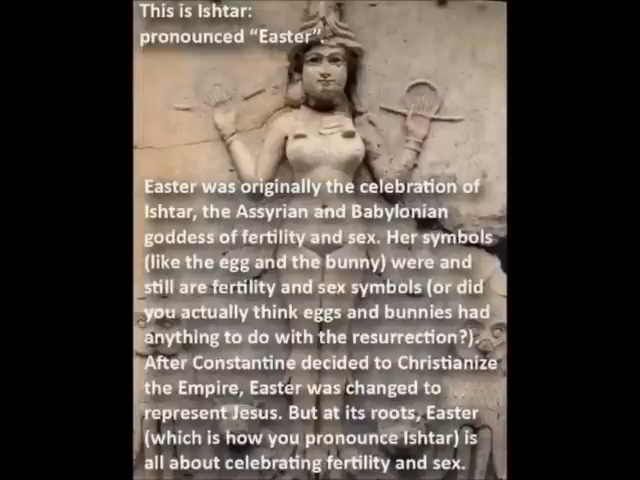 This is Ishtar:
pronounced “Easter”.
Easter was originally the celebration of
Ishtar, the Assyrian and Babylonian
goddess of fertility and sex. Her symbols
(like the egg and the bunny) were and
still are fertility and sex symbols (or did
you actually think eggs and bunnies had
anything to do with the resurrection?).
After Constantine decided to Christianize
the Empire, Easter was changed to
represent Jesus. But at its roots, Easter
(which is how you pronounce Ishtar) is
all about celebrating fertility and sex.